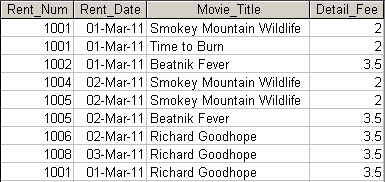 Rent_Num Rent_Date Movie_Title Detail_Fee
1001 01-Mar-11 Smokey Mountain Wildlife 2
1001 01-Mar-11 Time to Burn 2
1002 01-Mar-11 Beatnik Fever 3.5
1004 02-Mar-11 Smokey Mountain Wildlife 2
1005 02-Mar-11 Smokey Mountain Wildlife 2
1005 02-Mar-11 Beatnik Fever 3.5
1006 02-Mar-11 Richard Goodhope 3.5
1008 03-Mar-11 Richard Goodhope 3.5
1001 01-Mar-11 Richard Goodhope 3.5